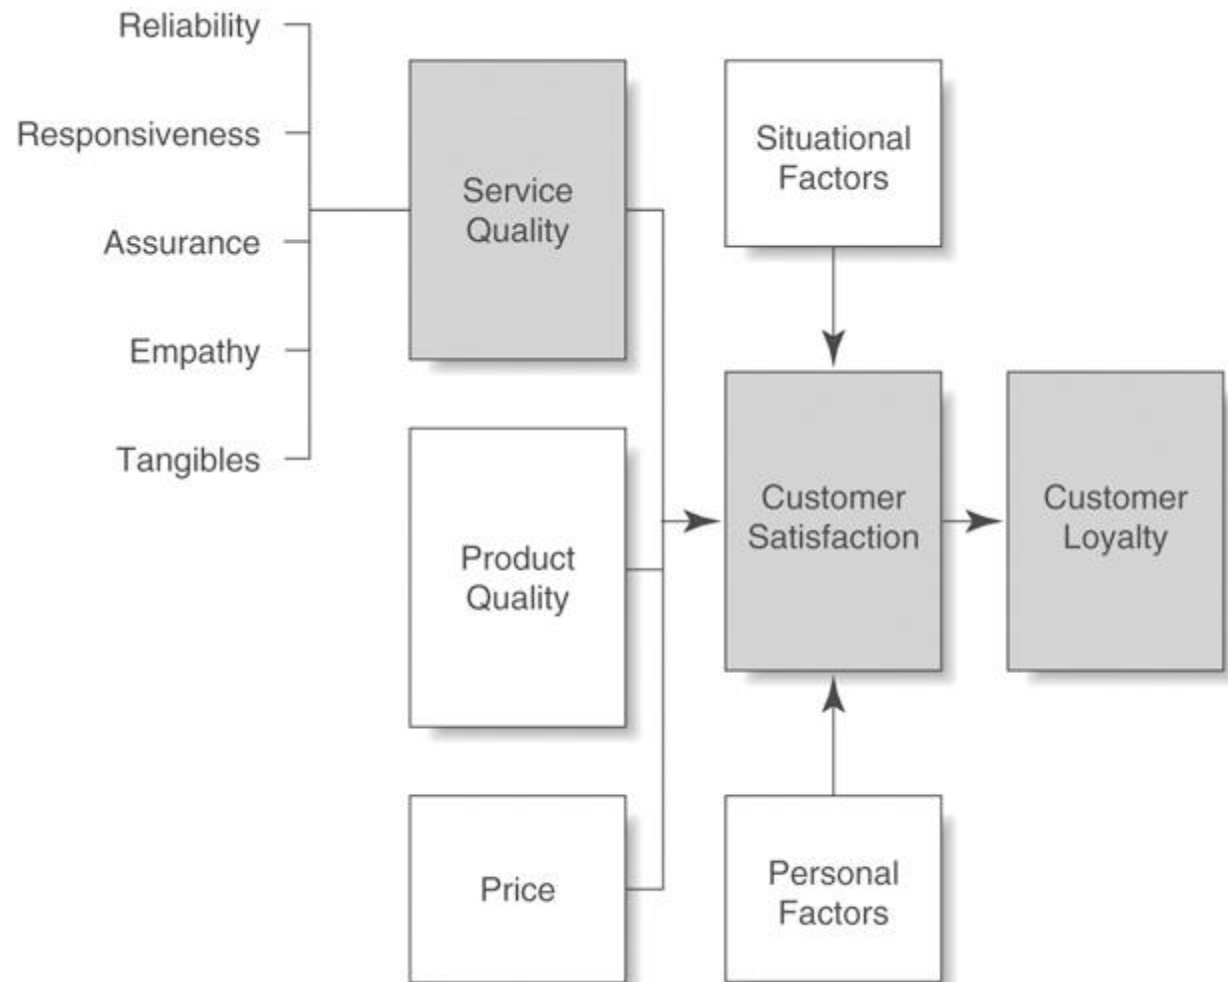 Reliability
Responsiveness
Assurance
Empathy
Tangibles
Service
Quality
Product
Quality
Price
Situational
Factors
Customer
Satisfaction
Personal
Factors
Customer
Loyalty